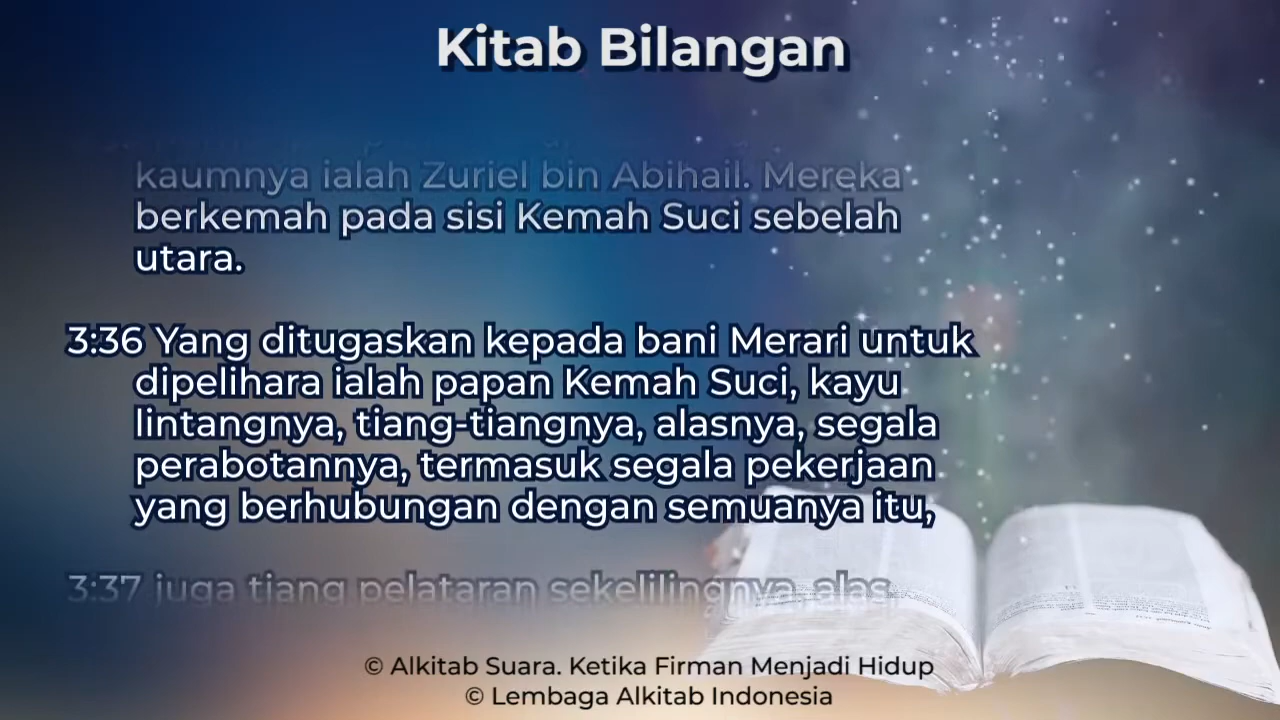 Kitab Bilangan
kaumnya ialah Zuriel bin Abihail. Mereka
berkemah pada sisi Kemah Suci sebelah
utara.
3:36 Yang ditugaskan kepada bani Merari untuk
dipelihara ialah papan Kemah Suci, kayu
lintangnya, tiang-tiangnya, alasnya, segala
perabotannya, termasuk segala pekerjaan
yang berhubungan dengan semuanya itu,
3:37 juga tiang pelataran sekelilingnya, alas
© Alkitab Suara. Ketika Firman Menjadi Hidup
© Lembaga Alkitab Indonesia